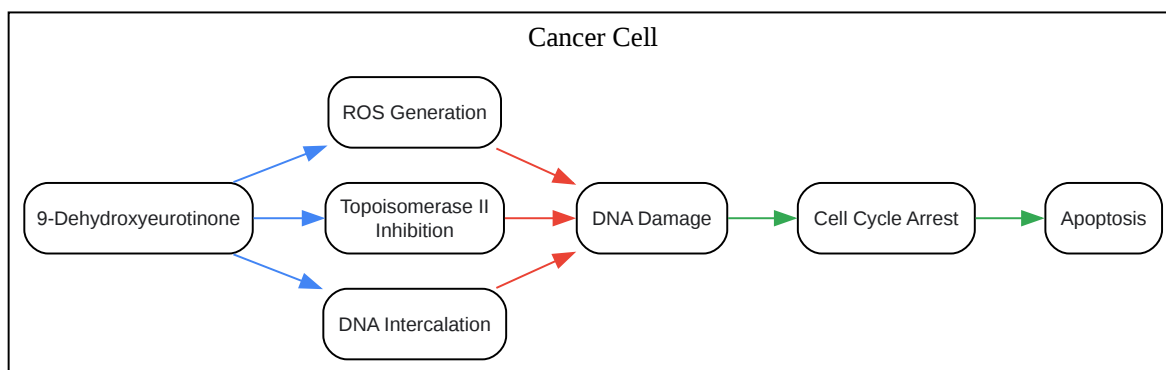 Cancer Cell
ROS Generation
9-Dehydroxyeurotinone
Topoisomerase II
Inhibition
DNA Damage
Cell Cycle Arrest
Apoptosis
DNA Intercalation